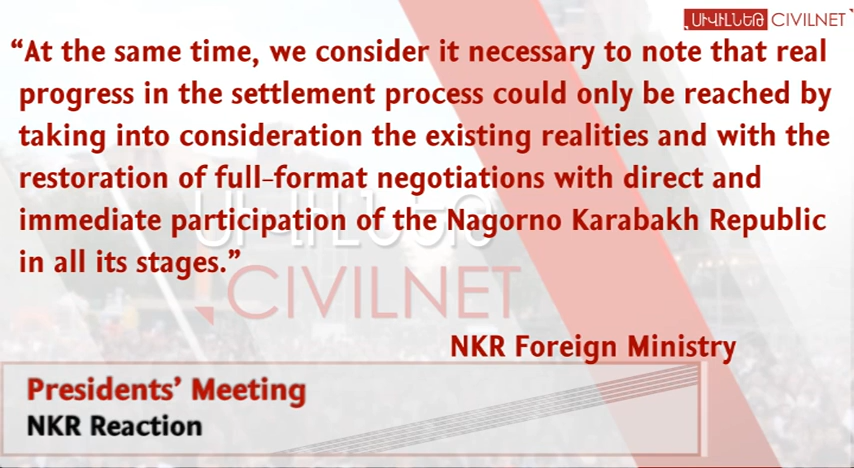 ՍԻՎԻԼՆԵԹ CIVILNET
“At the same time, we consider it necessary to note that real
progress in the settlement process could only be reached by
taking into consideration the existing realities and with the
restoration of full-format negotiations with direct and
immediate participation of the Nagorno Karabakh Republic
in all its stages.”
ՍԻՎԻԼՆԵԹ
CIVILNET
NKR Foreign Ministry
Presidents’ Meeting
NKR Reaction